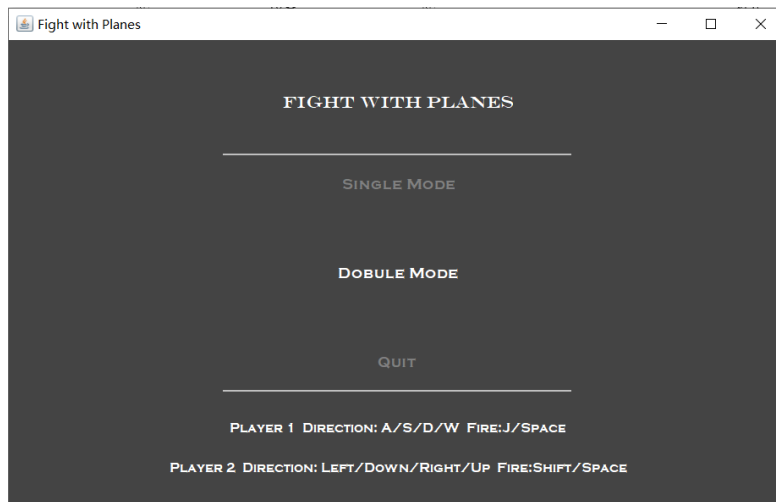 Fight with Planes
FIGHT WITH PLANES
Single Mode
Dobule Mode
Quit
Player 1 Direction: A/S/D/W Fire:J/Space
Player 2 Direction: Left/Down/Right/Up Fire:Shift/Space